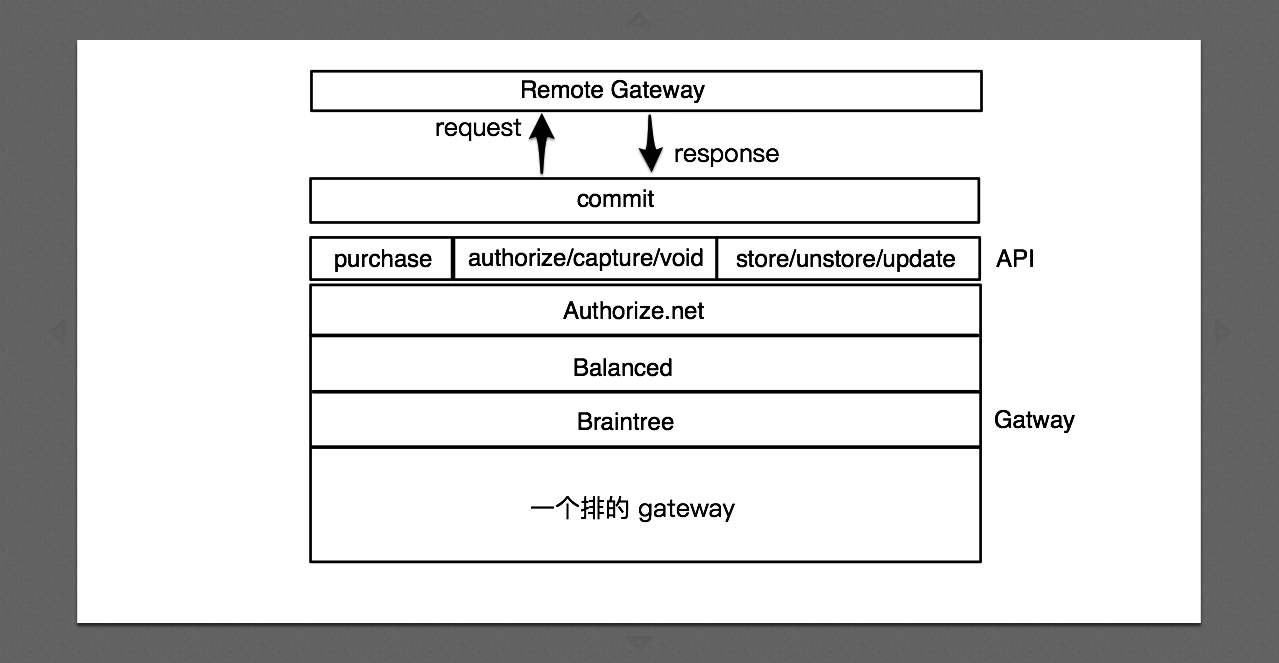 Remote Gateway
request
response
commit
purchase
authorize/capture/void
store/unstore/update
API
Authorize.net
Balanced
Braintree
Gatway
一个排的 gateway